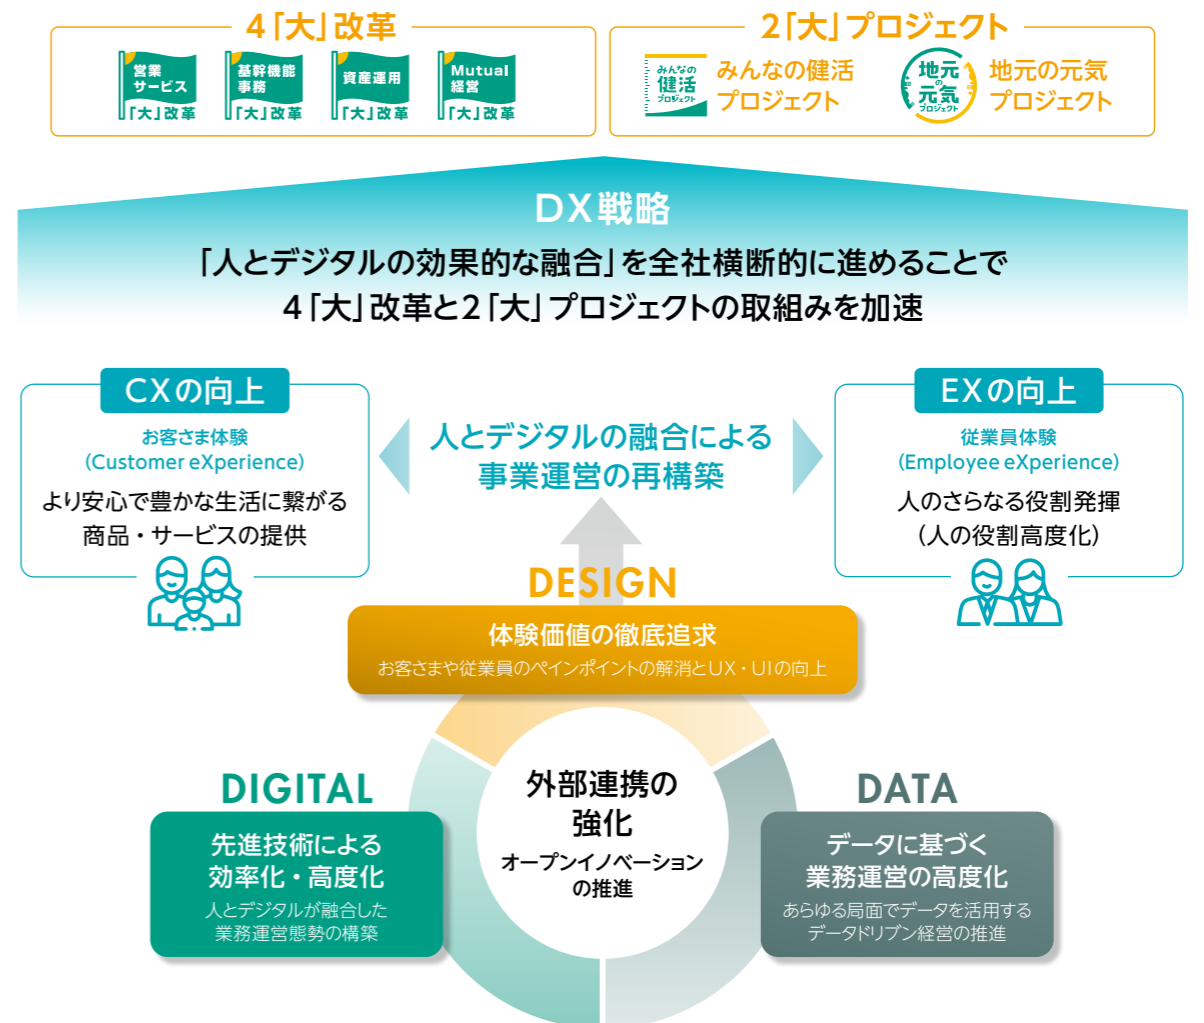 4「大」改革
営業
サービス
「大」改革
基幹機能
事務
「大」改革
資産運用
「大」改革
Mutual
経営
「大」改革
2「大」プロジェクト
みんなの
健活
プロジェクト
みんなの健活
プロジェクト
地元
の
元気
プロジェクト
地元の元気
プロジェクト
DX戦略
「人とデジタルの効果的な融合」を全社横断的に進めることで
4「大」改革と2「大」プロジェクトの取組みを加速
CXの向上
お客さま体験
(Customer eXperience)
より安心で豊かな生活に繋がる
商品・サービスの提供
人とデジタルの融合による
事業運営の再構築
EXの向上
従業員体験
(Employee eXperience)
人のさらなる役割発揮
(人の役割高度化)
DESIGN
体験価値の徹底追求
お客さまや従業員のペインポイントの解消とUX・UIの向上
DIGITAL
先進技術による
効率化・高度化
人とデジタルが融合した
業務運営態勢の構築
外部連携の
強化
オープンイノベーション
の推進
DATA
データに基づく
業務運営の高度化
あらゆる局面でデータを活用する
データドリブン経営の推進